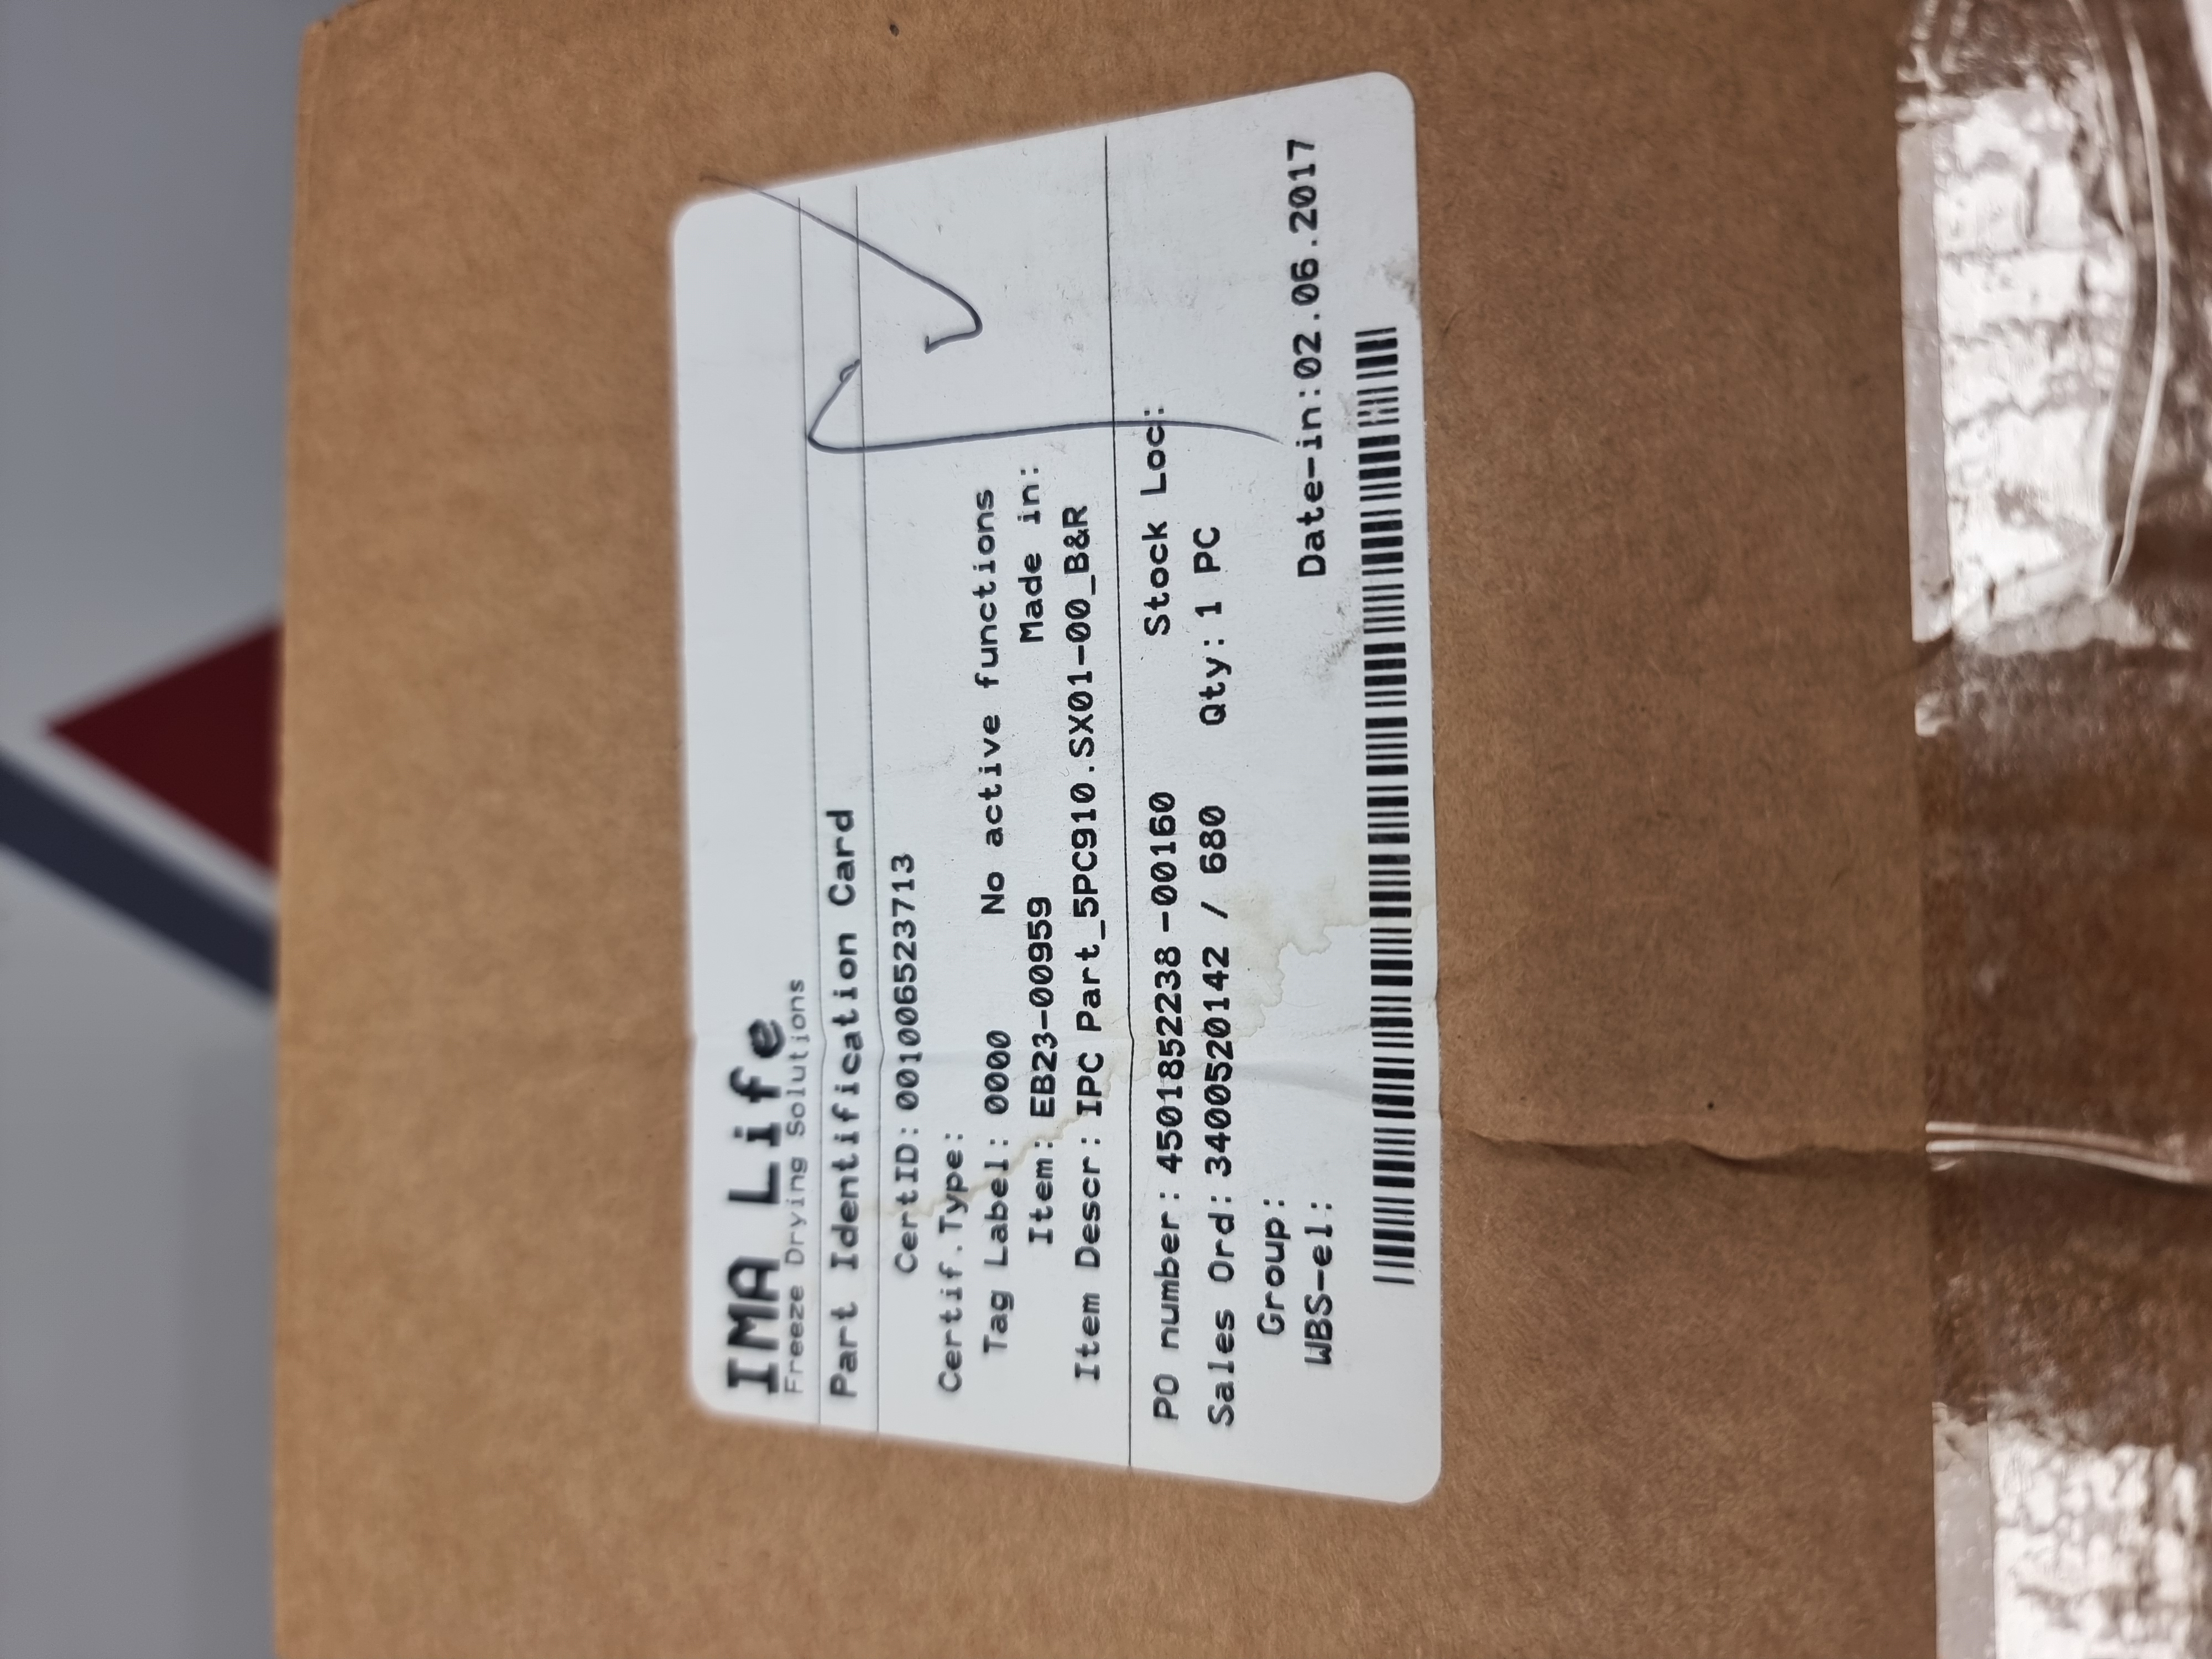 IMA Life
Freeze Drying Solutions
Part Identification Card
CertID: 001006523713
Certif.Type:
Tag Label: 0000 No active functions
Item: EB23-00959 Made in:
Item Descr: IPC Part_5PC910.SX01-00_B&R
PO number: 4501852238-00160 Stock Loc:
Sales Ord: 3400520142 / 680 Qty: 1 PC
Group:
WBS-el: Date-in:02.06.2017